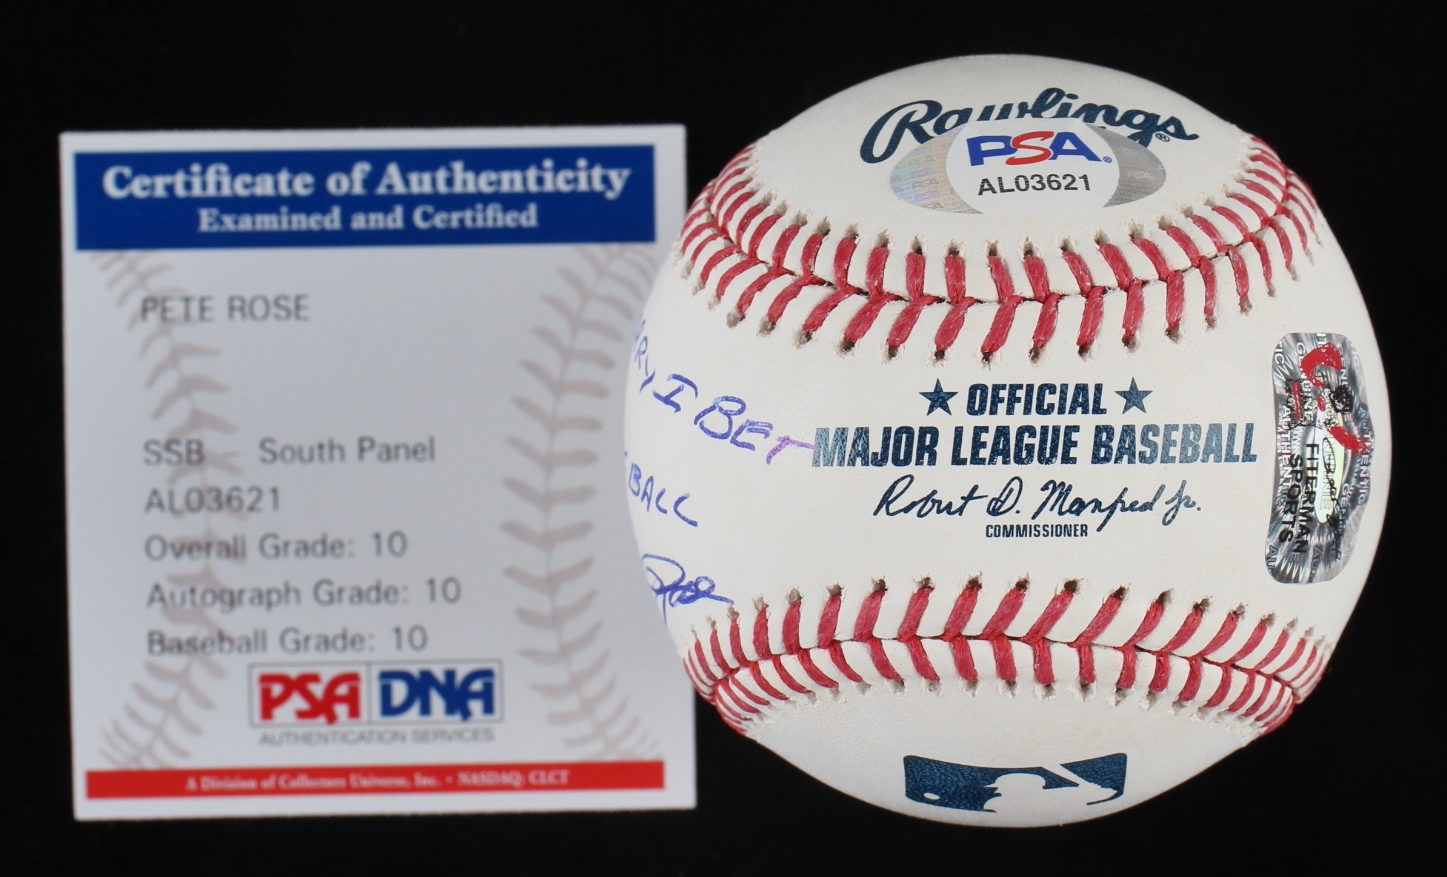 Certificate of Authenticity
Examined and Certified
PETE ROSE
SSB - South Panel
AL03621
Overall Grade: 10
Autograph Grade: 10
Baseball Grade: 10
PSA DNA
AUTHENTICATION SERVICES
A Division of Collectors Universe, Inc. • NASDAQ: CLCT
Rawlings®
PSA®
AL03621
RY I BET
BALL
OFFICIAL
MAJOR LEAGUE BASEBALL
Robert D. Manfred Jr.
COMMISSIONER
FITERMAN
SPORTS